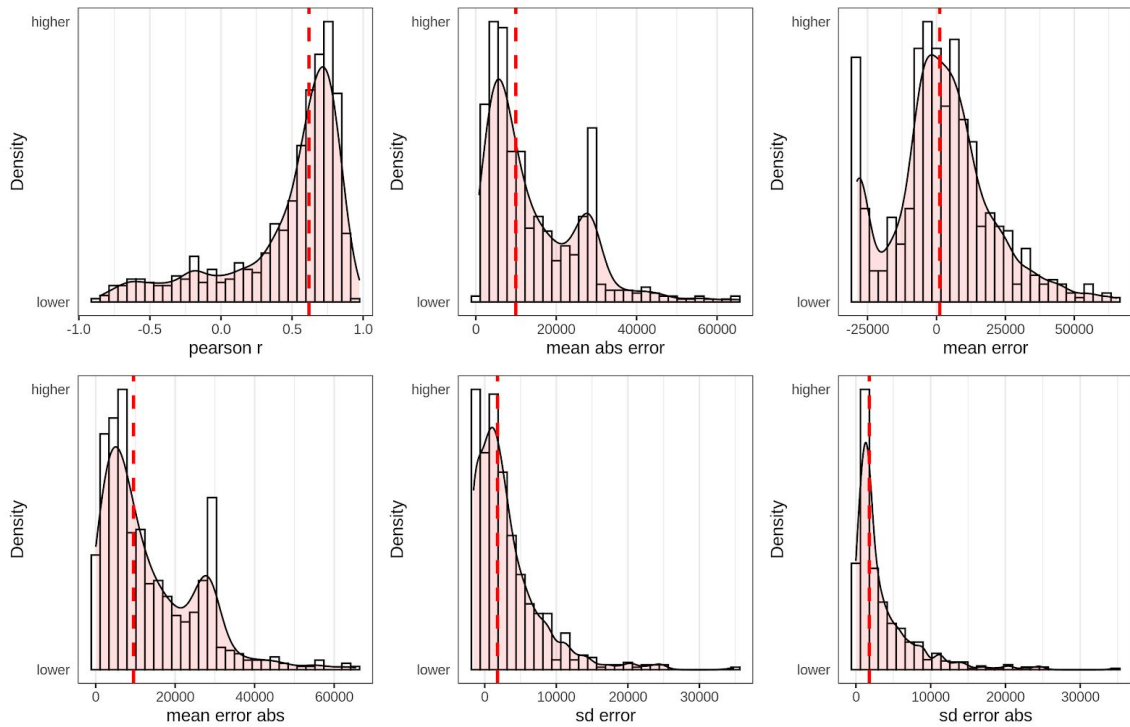 higher
Density
lower
-1.0 -0.5 0.0 0.5 1.0
pearson r
higher
Density
lower
0 20000 40000 60000
mean abs error
higher
Density
lower
-25000 0 25000 50000
mean error
higher
Density
lower
0 20000 40000 60000
mean error abs
higher
Density
lower
0 10000 20000 30000
sd error
higher
Density
lower
0 10000 20000 30000
sd error abs